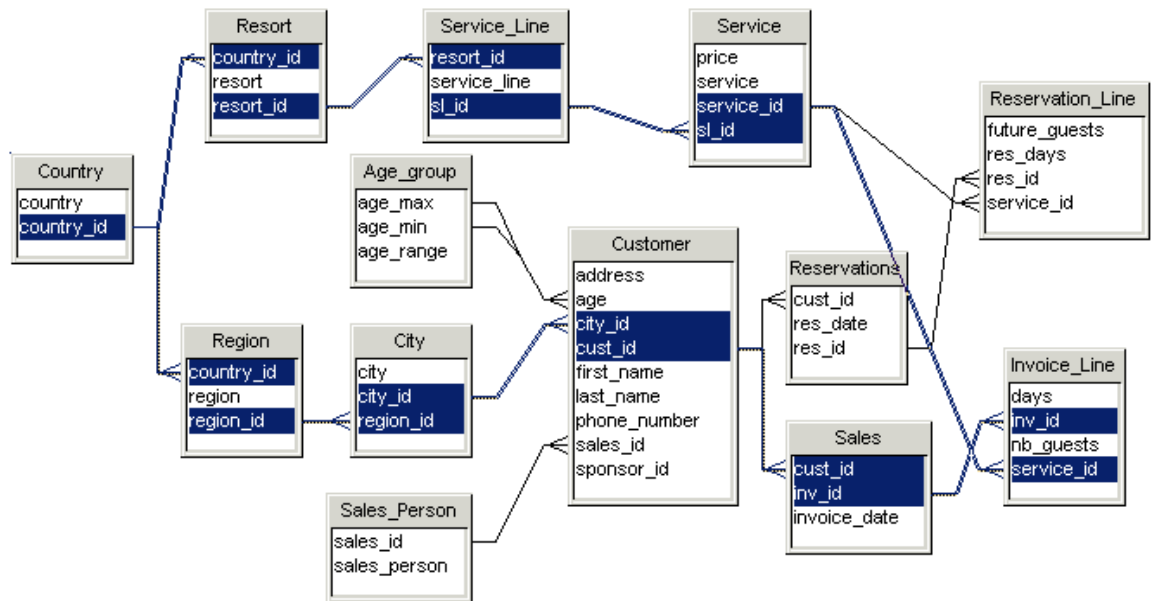 Resort
country_id
resort
resort_id
Service_Line
resort_id
service_line
sl_id
Service
price
service
service_id
sl_id
Reservation_Line
future_guests
res_days
res_id
service_id
Country
country
country_id
Age_group
age_max
age_min
age_range
Customer
address
age
city_id
cust_id
first_name
last_name
phone_number
sales_id
sponsor_id
Reservations
cust_id
res_date
res_id
Region
country_id
region
region_id
City
city
city_id
region_id
Invoice_Line
days
inv_id
nb_guests
service_id
Sales
cust_id
inv_id
invoice_date
Sales_Person
sales_id
sales_person